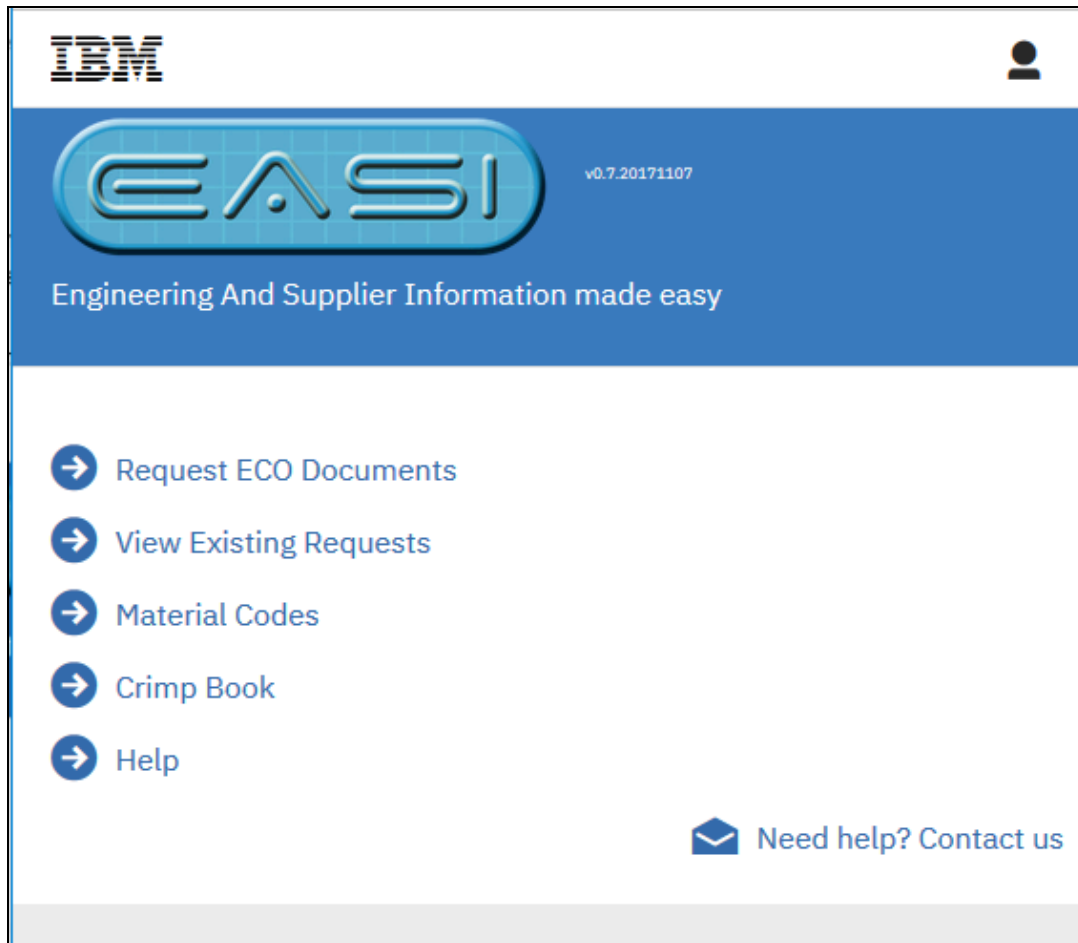 IBM
EASI
v0.7.20171107
Engineering And Supplier Information made easy
Request ECO Documents
View Existing Requests
Material Codes
Crimp Book
Help
Need help? Contact us